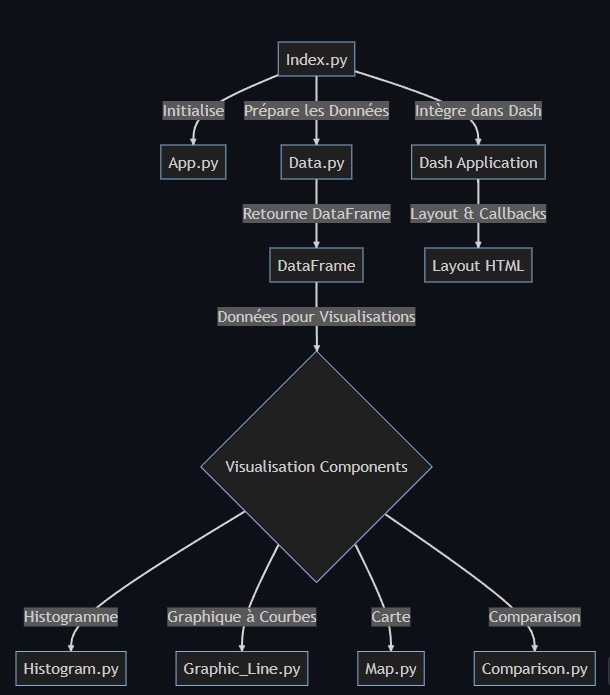 Index.py
Initialise
Prépare les Données
Intègre dans Dash
App.py
Data.py
Dash Application
Retourne DataFrame
Layout & Callbacks
DataFrame
Layout HTML
Données pour Visualisations
Visualisation Components
Histogramme
Graphique à Courbes
Carte
Comparaison
Histogram.py
Graphic_Line.py
Map.py
Comparison.py